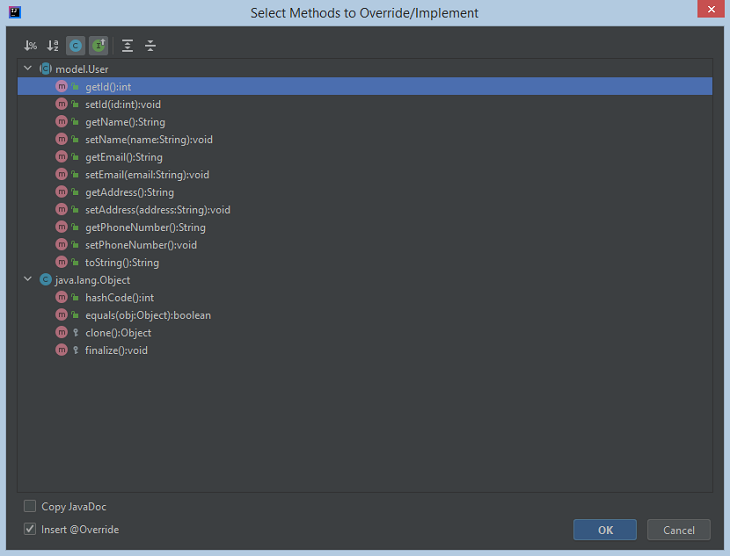 Select Methods to Override/Implement
model.User
getId():int
setId(id:int):void
getName():String
setName(name:String):void
getEmail():String
setEmail(email:String):void
getAddress():String
setAddress(address:String):void
getPhoneNumber():String
setPhoneNumber():void
toString():String
java.lang.Object
hashCode():int
equals(obj:Object):boolean
clone():Object
finalize():void
Copy JavaDoc
Insert @Override
OK
Cancel